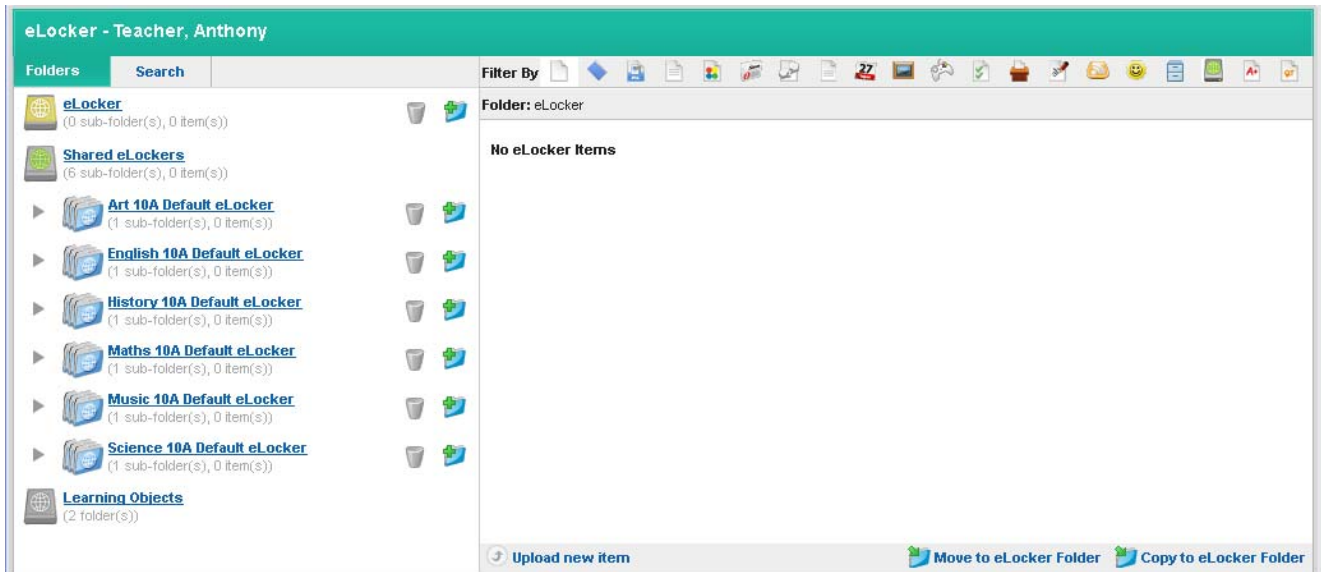 eLocker - Teacher, Anthony
Folders
Search
eLocker
(0 sub-folder(s), 0 item(s))
Shared eLockers
(6 sub-folder(s), 0 item(s))
Art 10A Default eLocker
(1 sub-folder(s), 0 item(s))
English 10A Default eLocker
(1 sub-folder(s), 0 item(s))
History 10A Default eLocker
(1 sub-folder(s), 0 item(s))
Maths 10A Default eLocker
(1 sub-folder(s), 0 item(s))
Music 10A Default eLocker
(1 sub-folder(s), 0 item(s))
Science 10A Default eLocker
(1 sub-folder(s), 0 item(s))
Learning Objects
(2 folder(s))
Filter By
27
A+
Folder: eLocker
No eLocker Items
Upload new item
Move to eLocker Folder
Copy to eLocker Folder